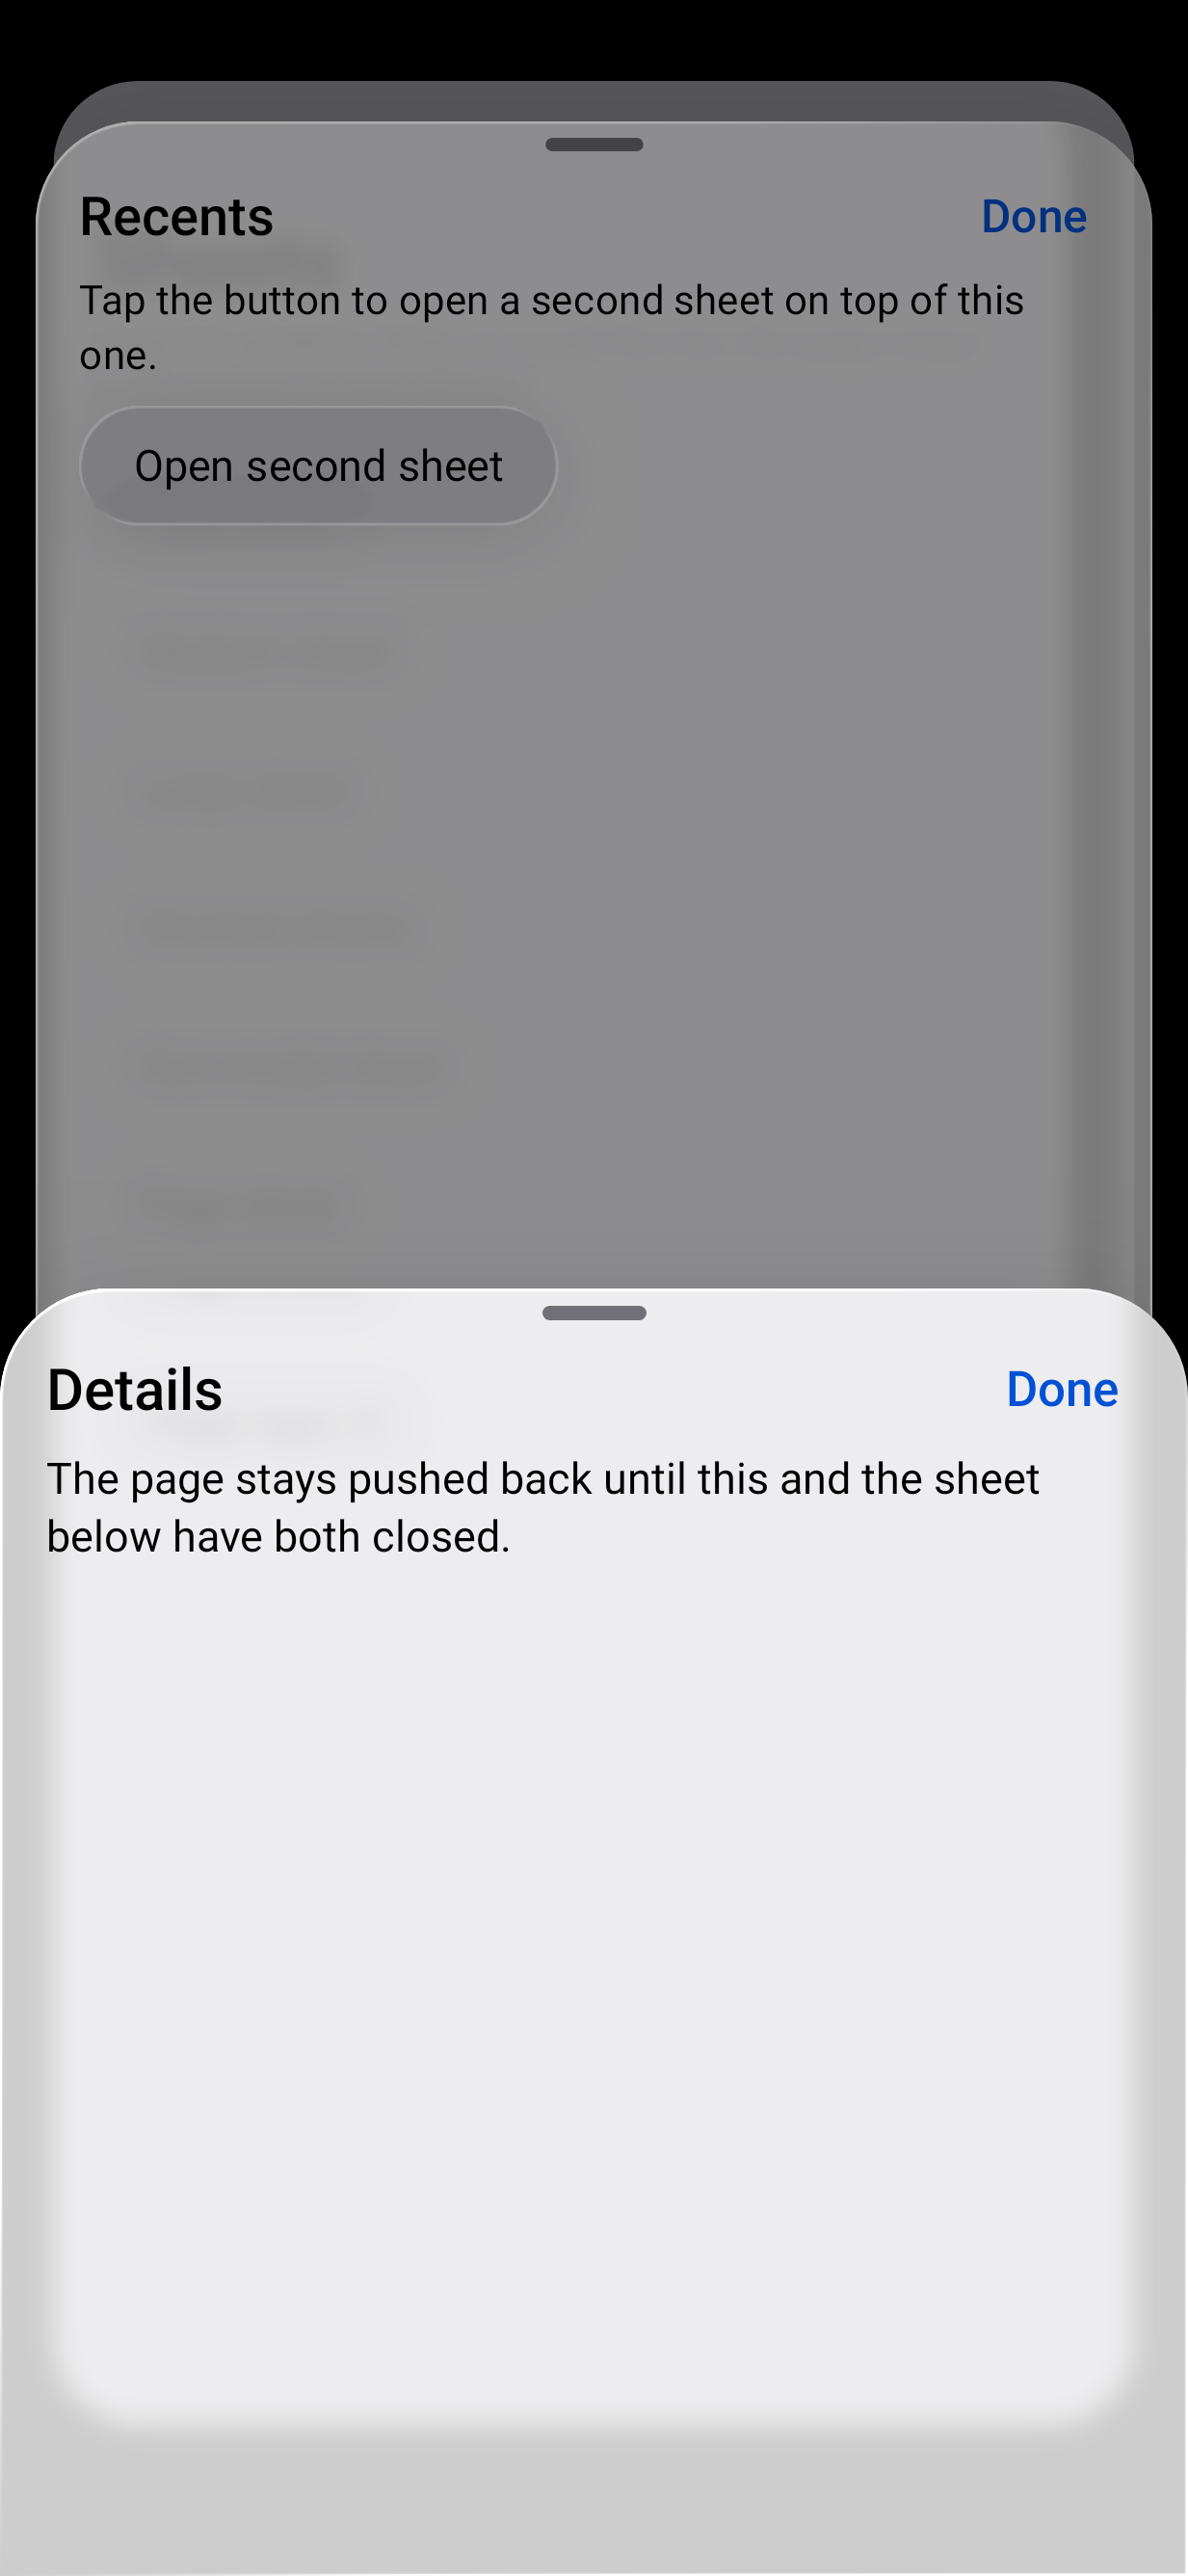 Recents
Done
Tap the button to open a second sheet on top of this
one.
Open second sheet
Details
Done
The page stays pushed back until this and the sheet
below have both closed.